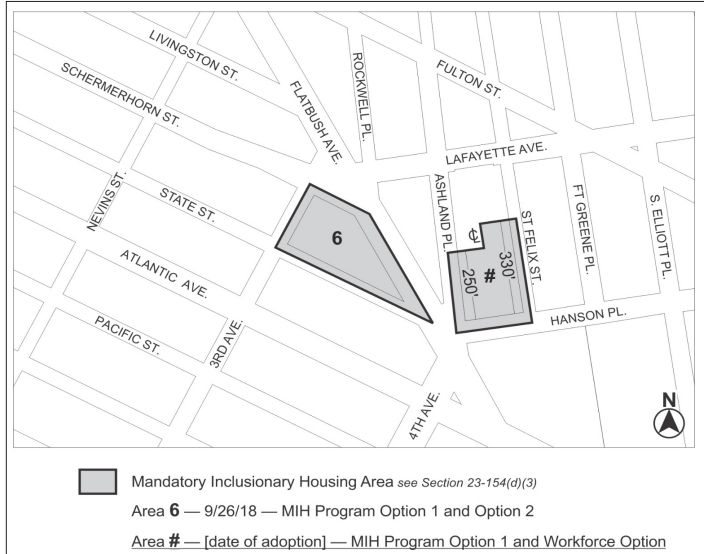 LIVINGSTON ST.
SCHERMERHORN ST.
FLATBUSH AVE.
ROCKWELL PL.
FULTON ST.
LAFAYETTE AVE.
NEVINS ST.
STATE ST.
ASHLAND PL.
ST FELIX ST.
FT GREENE PL.
S. ELLIOTT PL.
6
℄
#
250'
330'
ATLANTIC AVE.
PACIFIC ST.
3RD AVE.
4TH AVE.
HANSON PL.
N
Mandatory Inclusionary Housing Area see Section 23-154(d)(3)
Area 6 — 9/26/18 — MIH Program Option 1 and Option 2
Area # — [date of adoption] — MIH Program Option 1 and Workforce Option